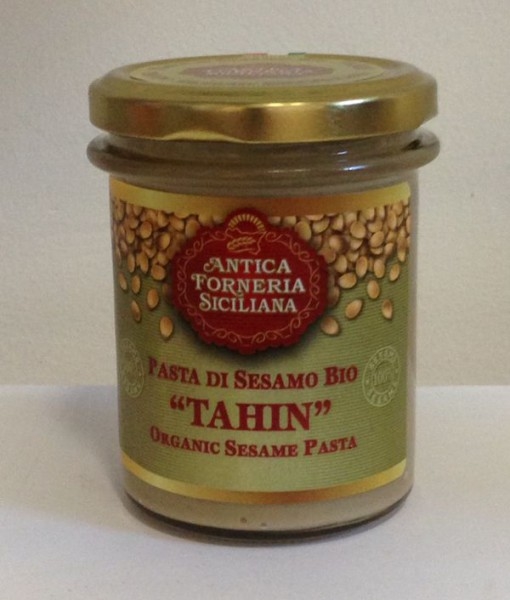 ANTICA
FORNERIA
SICILIANA
PASTA DI SESAMO BIO
“TAHIN”
ORGANIC SESAME PASTA